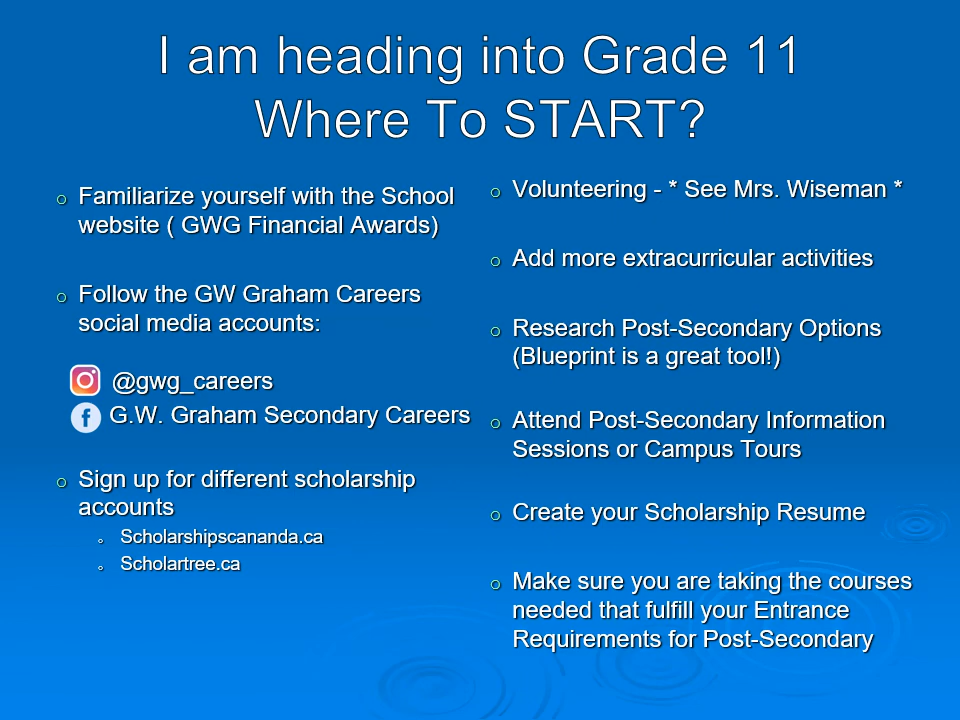 I am heading into Grade 11
Where To START?
o Familiarize yourself with the School
website ( GWG Financial Awards)
o Follow the GW Graham Careers
social media accounts:
@gwg_careers
G.W. Graham Secondary Careers
o Sign up for different scholarship
accounts
o Scholarshipscananda.ca
o Scholartree.ca
o Volunteering - * See Mrs. Wiseman *
o Add more extracurricular activities
o Research Post-Secondary Options
(Blueprint is a great tool!)
o Attend Post-Secondary Information
Sessions or Campus Tours
o Create your Scholarship Resume
o Make sure you are taking the courses
needed that fulfill your Entrance
Requirements for Post-Secondary